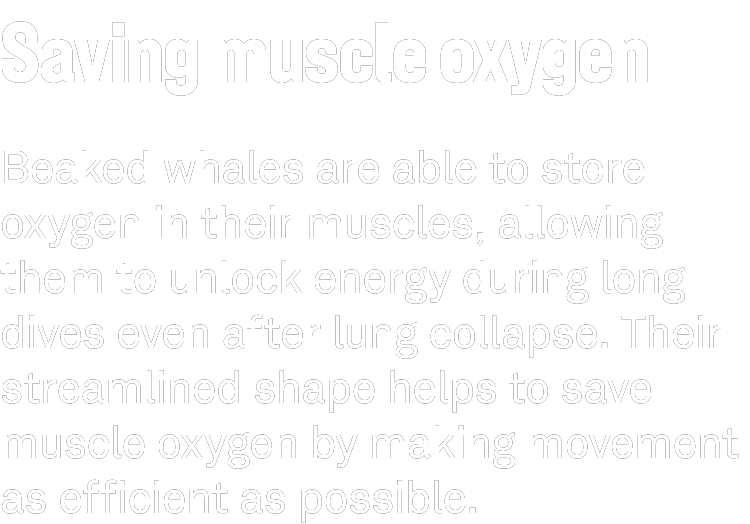 Saving muscle oxygen
Beaked whales are able to store
oxygen in their muscles, allowing
them to unlock energy during long
dives even after lung collapse. Their
streamlined shape helps to save
muscle oxygen by making movement
as efficient as possible.